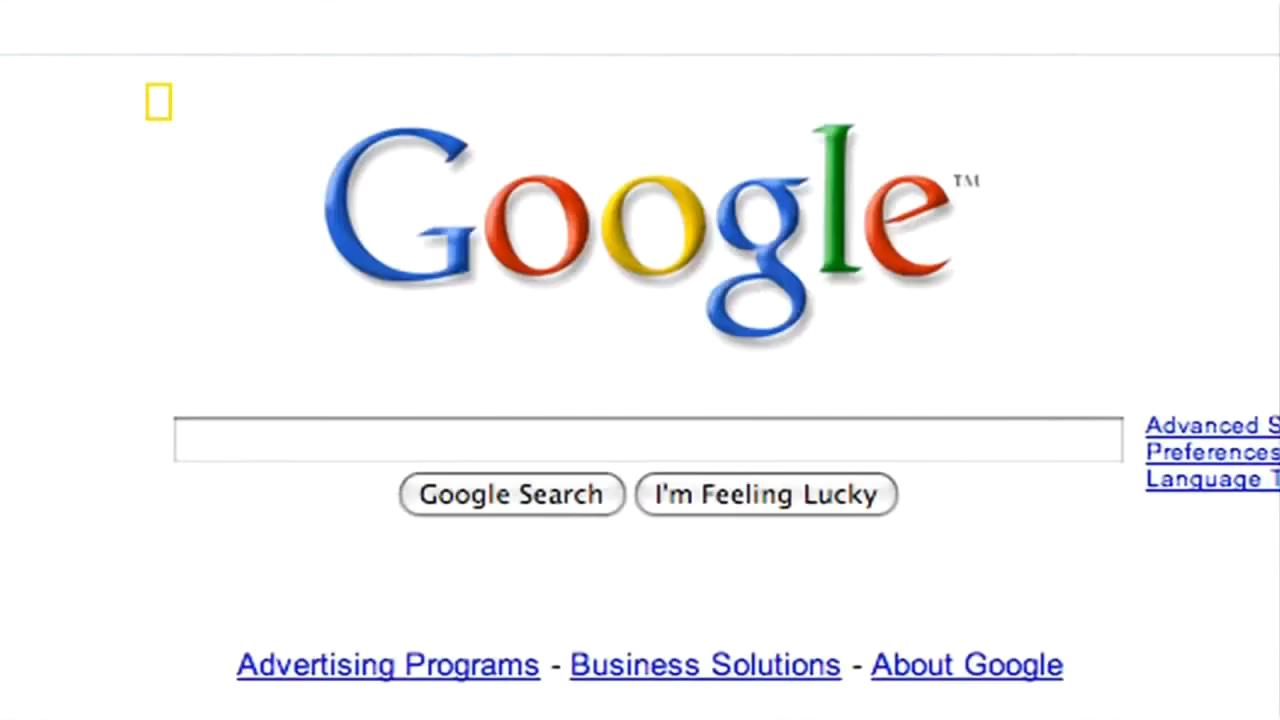 Google™
Advanced S
Preferences
Language T
Google Search I'm Feeling Lucky
Advertising Programs - Business Solutions - About Google